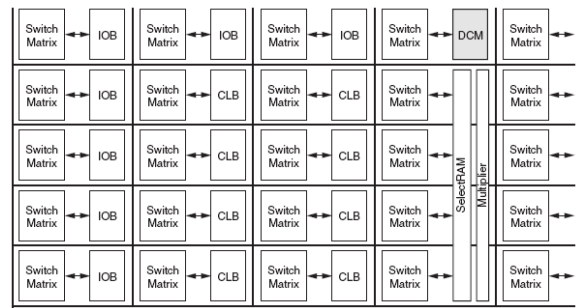 Switch Matrix IOB Switch Matrix IOB Switch Matrix IOB Switch Matrix DCM Switch Matrix
Switch Matrix IOB Switch Matrix CLB Switch Matrix CLB Switch Matrix Switch Matrix
Switch Matrix IOB Switch Matrix CLB Switch Matrix CLB Switch Matrix SelectRAM Multiplier Switch Matrix
Switch Matrix IOB Switch Matrix CLB Switch Matrix CLB Switch Matrix Switch Matrix
Switch Matrix IOB Switch Matrix CLB Switch Matrix CLB Switch Matrix Switch Matrix